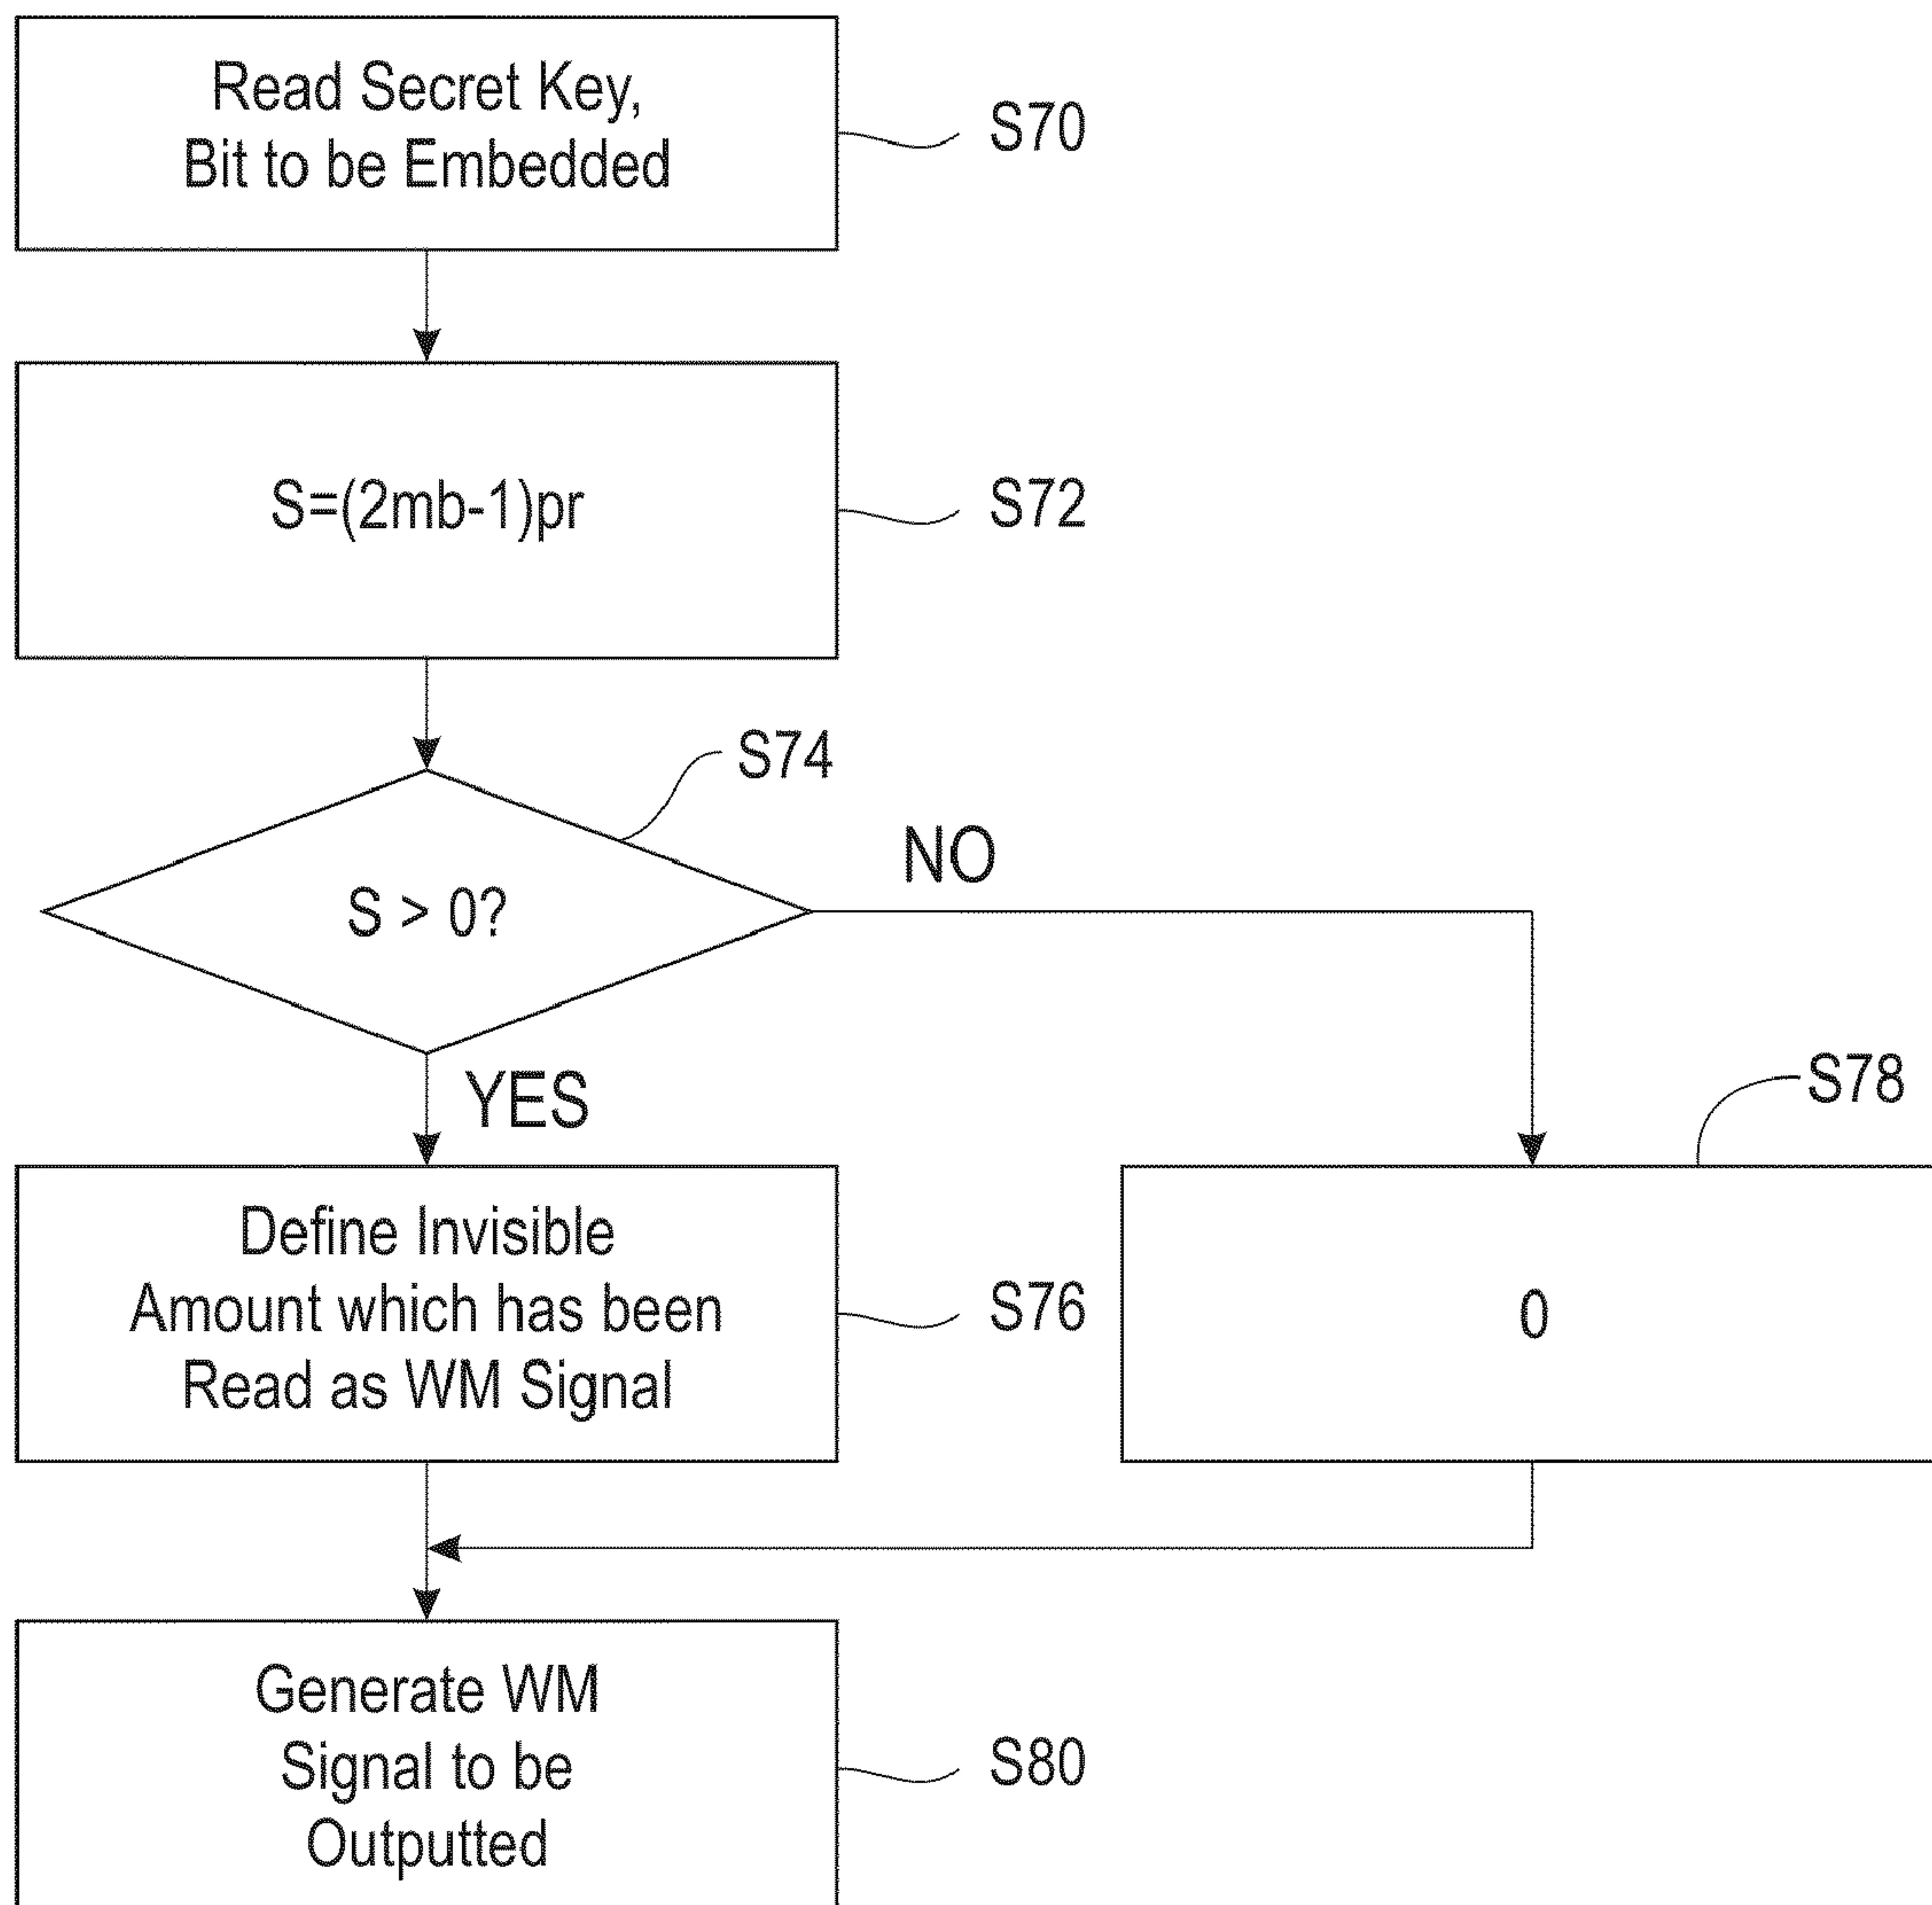 Read Secret Key,
Bit to be Embedded
S70
S=(2mb-1)pr
S72
S74
S > 0?
NO
YES
S78
Define Invisible
Amount which has been
Read as WM Signal
S76
0
Generate WM
Signal to be
Outputted
S80